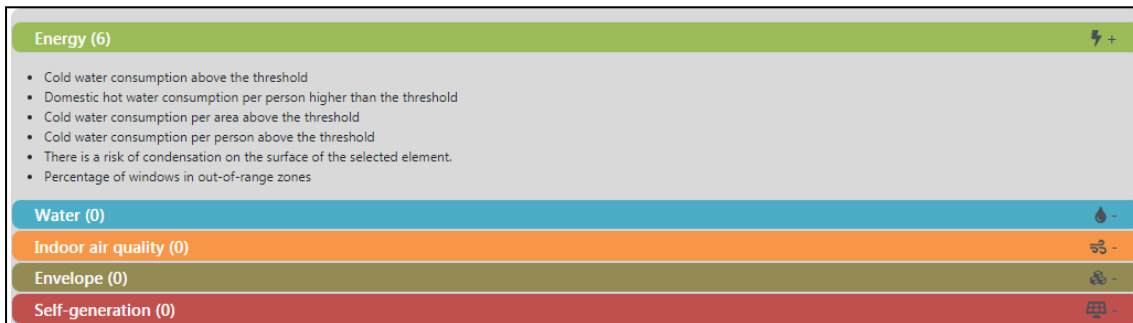 Energy (6) +
• Cold water consumption above the threshold
• Domestic hot water consumption per person higher than the threshold
• Cold water consumption per area above the threshold
• Cold water consumption per person above the threshold
• There is a risk of condensation on the surface of the selected element.
• Percentage of windows in out-of-range zones
Water (0) -
Indoor air quality (0) -
Envelope (0) -
Self-generation (0) -